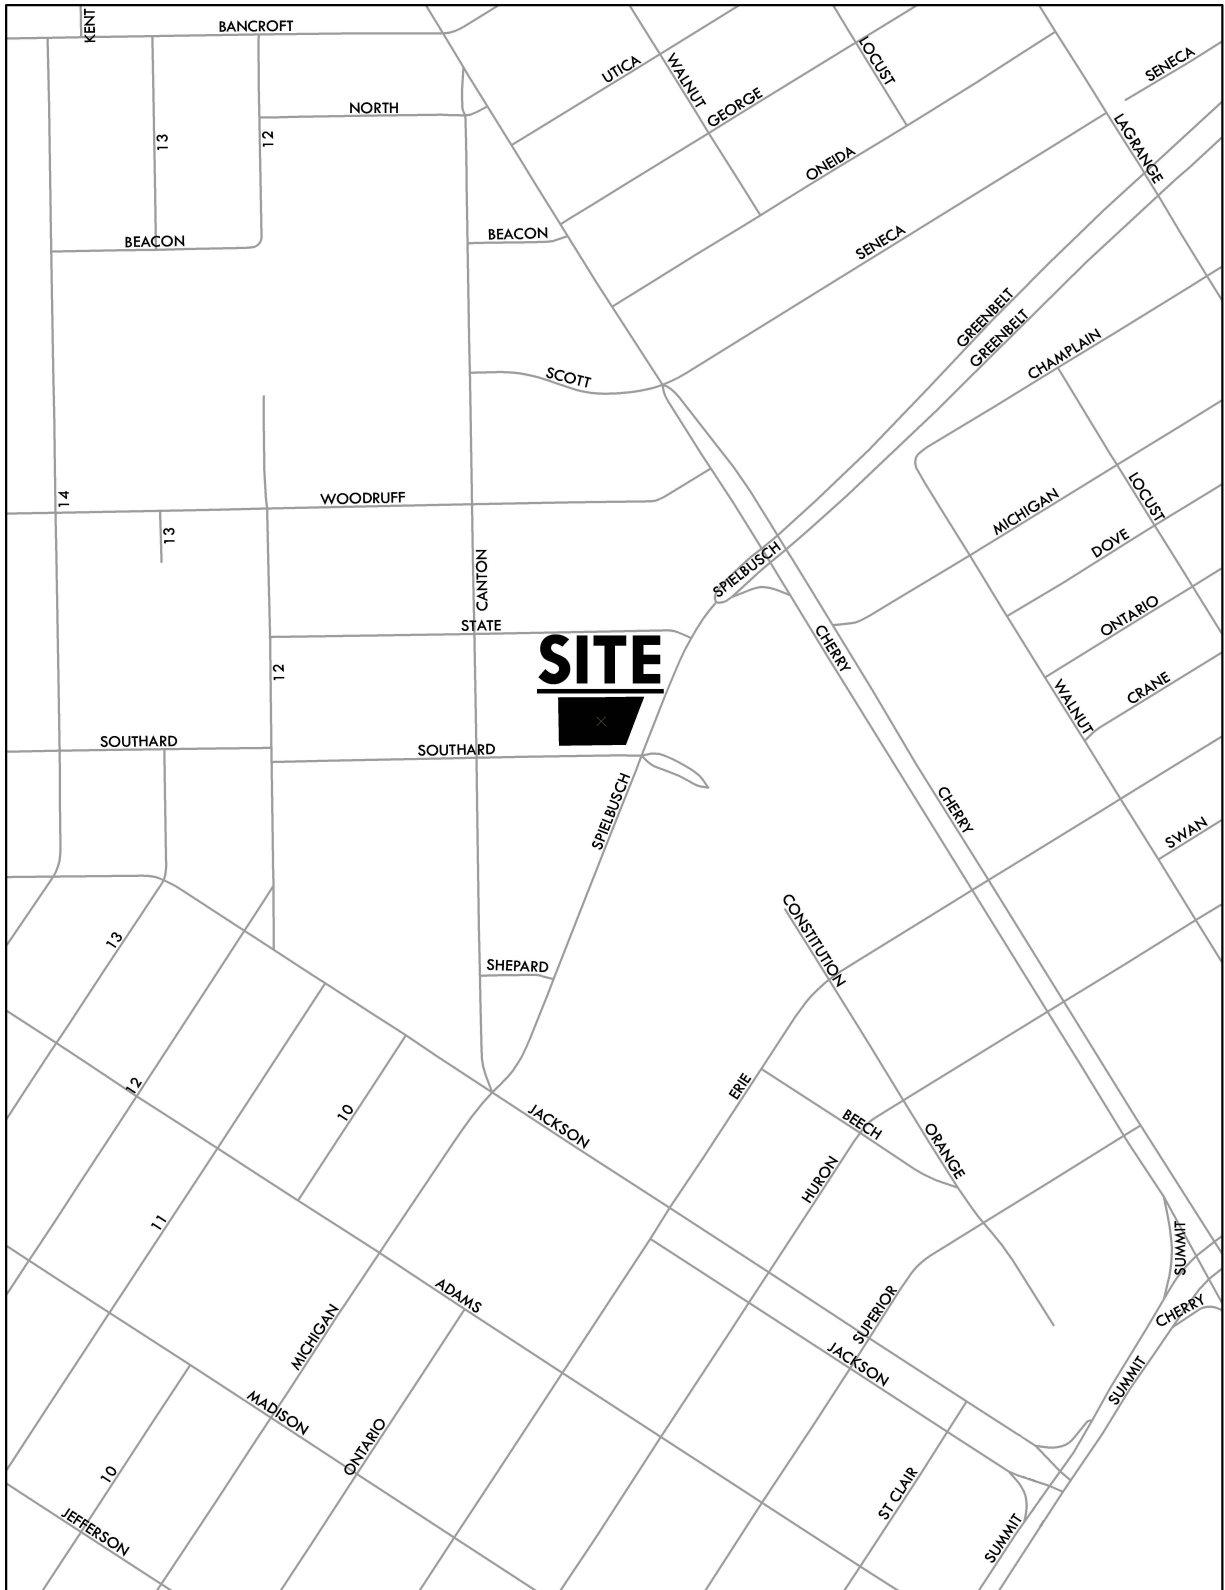 KENT
BANCROFT
UTICA
WALNUT
LOCUST
SENECA
NORTH
GEORGE
13
12
LAGRANGE
ONEIDA
BEACON
BEACON
SENECA
GREENBELT
GREENBELT
CHAMPLAIN
SCOTT
14
WOODRUFF
LOCUST
MICHIGAN
13
DOVE
CANTON
SPIELBUSCH
STATE
ONTARIO
CHERRY
SITE
12
CRANE
WALNUT
SOUTHARD
SOUTHARD
SPIELBUSCH
CHERRY
SWAN
CONSTITUTION
13
SHEPARD
12
ERIE
10
JACKSON
BEECH
ORANGE
HURON
11
SUMMIT
ADAMS
SUPERIOR
CHERRY
MICHIGAN
JACKSON
SUMMIT
MADISON
ONTARIO
10
ST CLAIR
JEFFERSON
SUMMIT